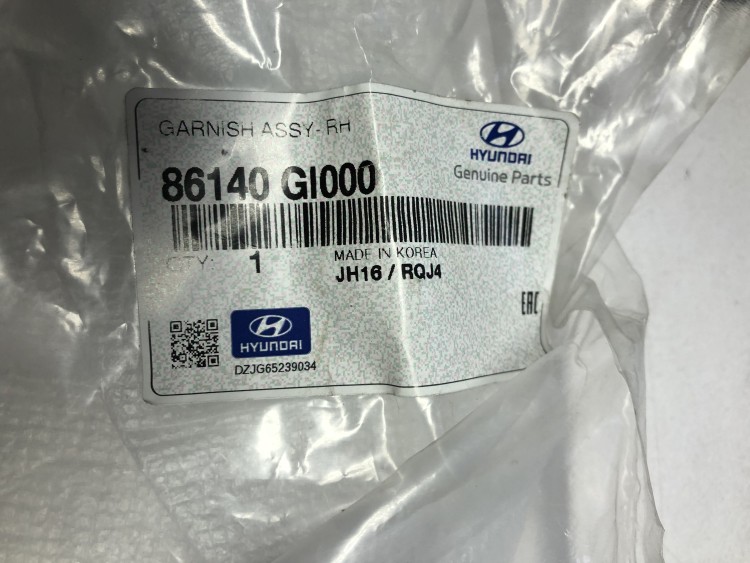 GARNISH ASSY-RH
HYUNDAI
Genuine Parts
86140 GI000
QTY: 1
MADE IN KOREA
JH16 / RQJ4
EAC
HYUNDAI
DZJG65239034